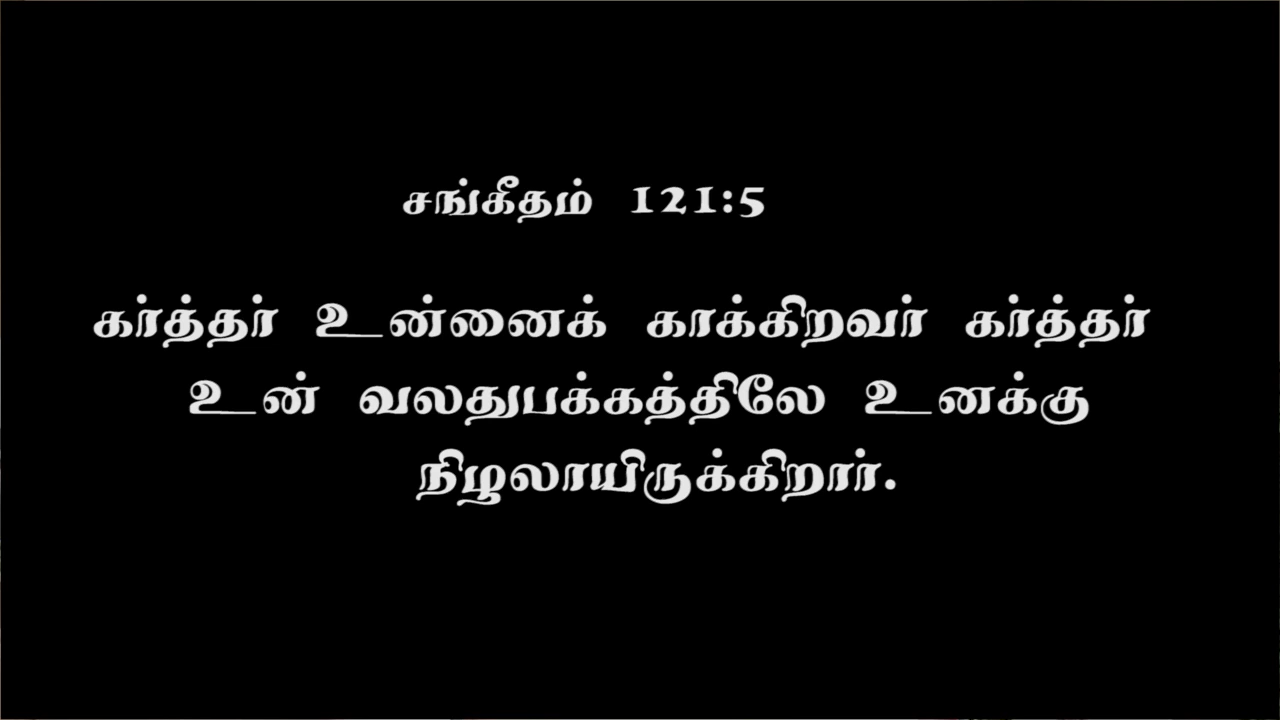 சங்கீதம் 121:5
கர்த்தர் உன்னைக் காக்கிறவர் கர்த்தர்
உன் வலதுபக்கத்திலே உனக்கு
நிழலாயிருக்கிறார்.